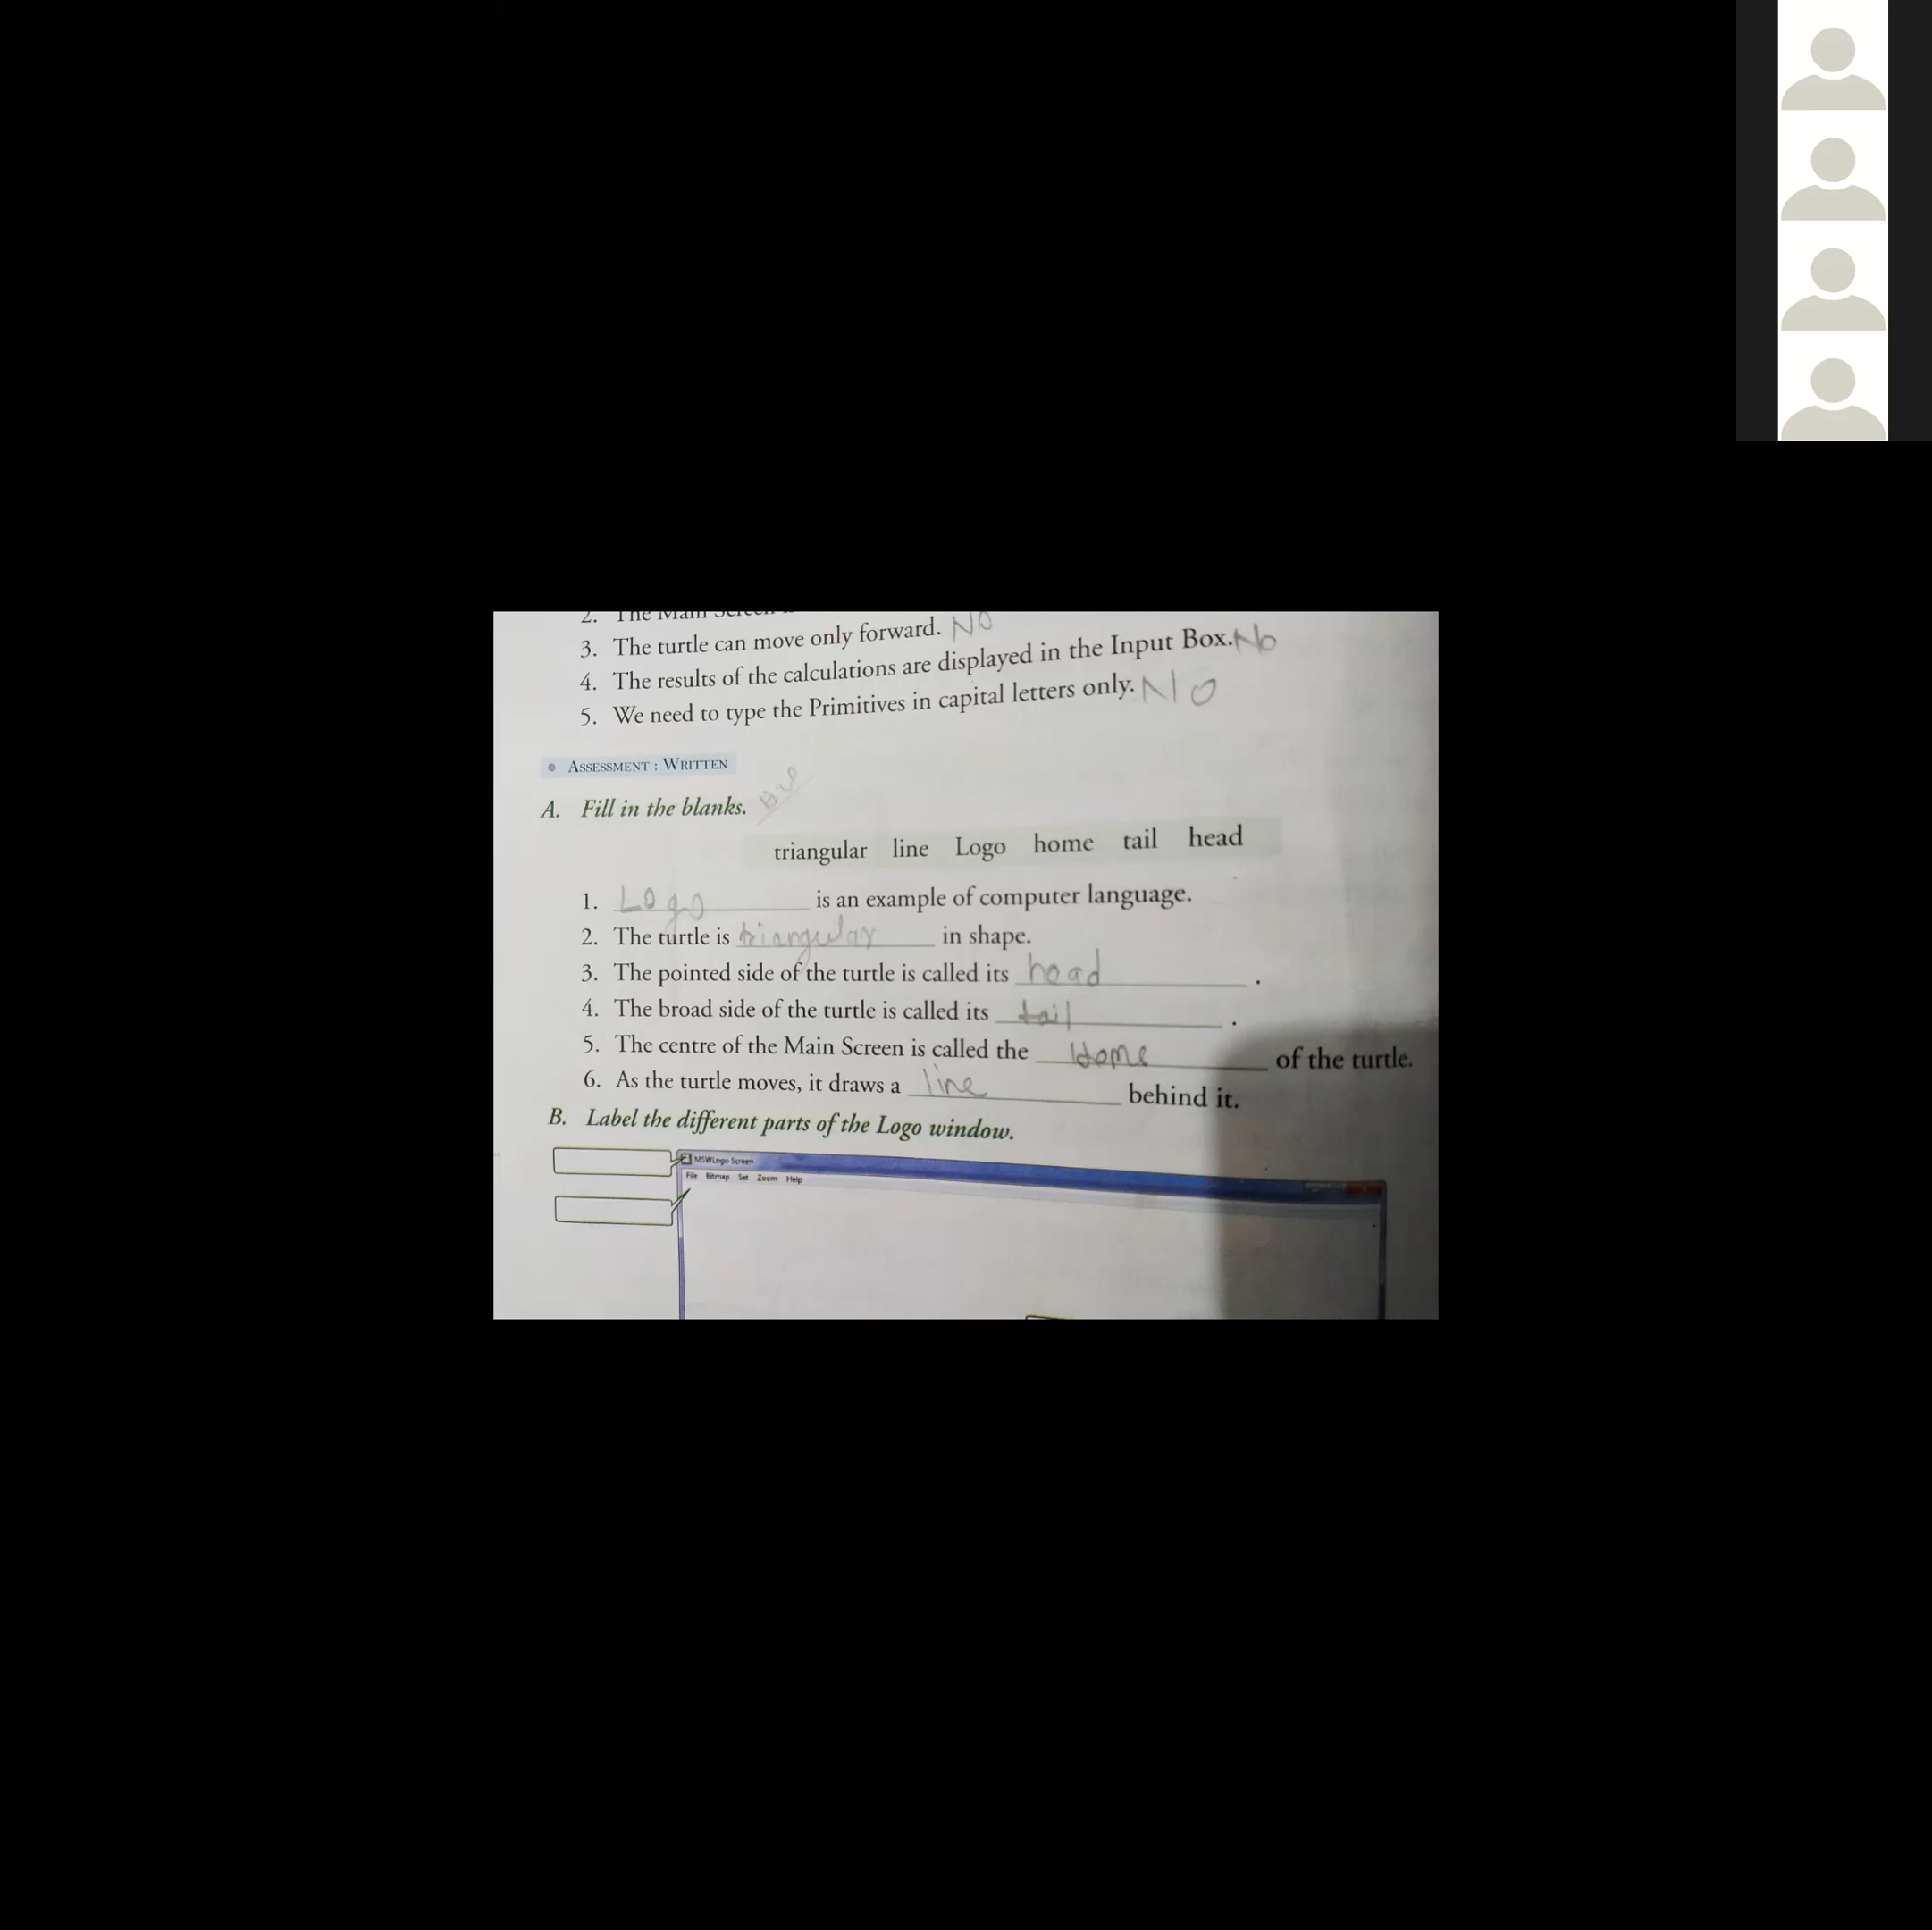 2. The Main Screen
3. The turtle can move only forward. No
4. The results of the calculations are displayed in the Input Box. No
5. We need to type the Primitives in capital letters only. No
• ASSESSMENT : WRITTEN
A. Fill in the blanks.
triangular line Logo home tail head
1. Logo is an example of computer language.
2. The turtle is triangular in shape.
3. The pointed side of the turtle is called its head.
4. The broad side of the turtle is called its tail.
5. The centre of the Main Screen is called the Home of the turtle.
6. As the turtle moves, it draws a line behind it.
B. Label the different parts of the Logo window.
MSWLogo Screen
File Bitmap Set Zoom Help